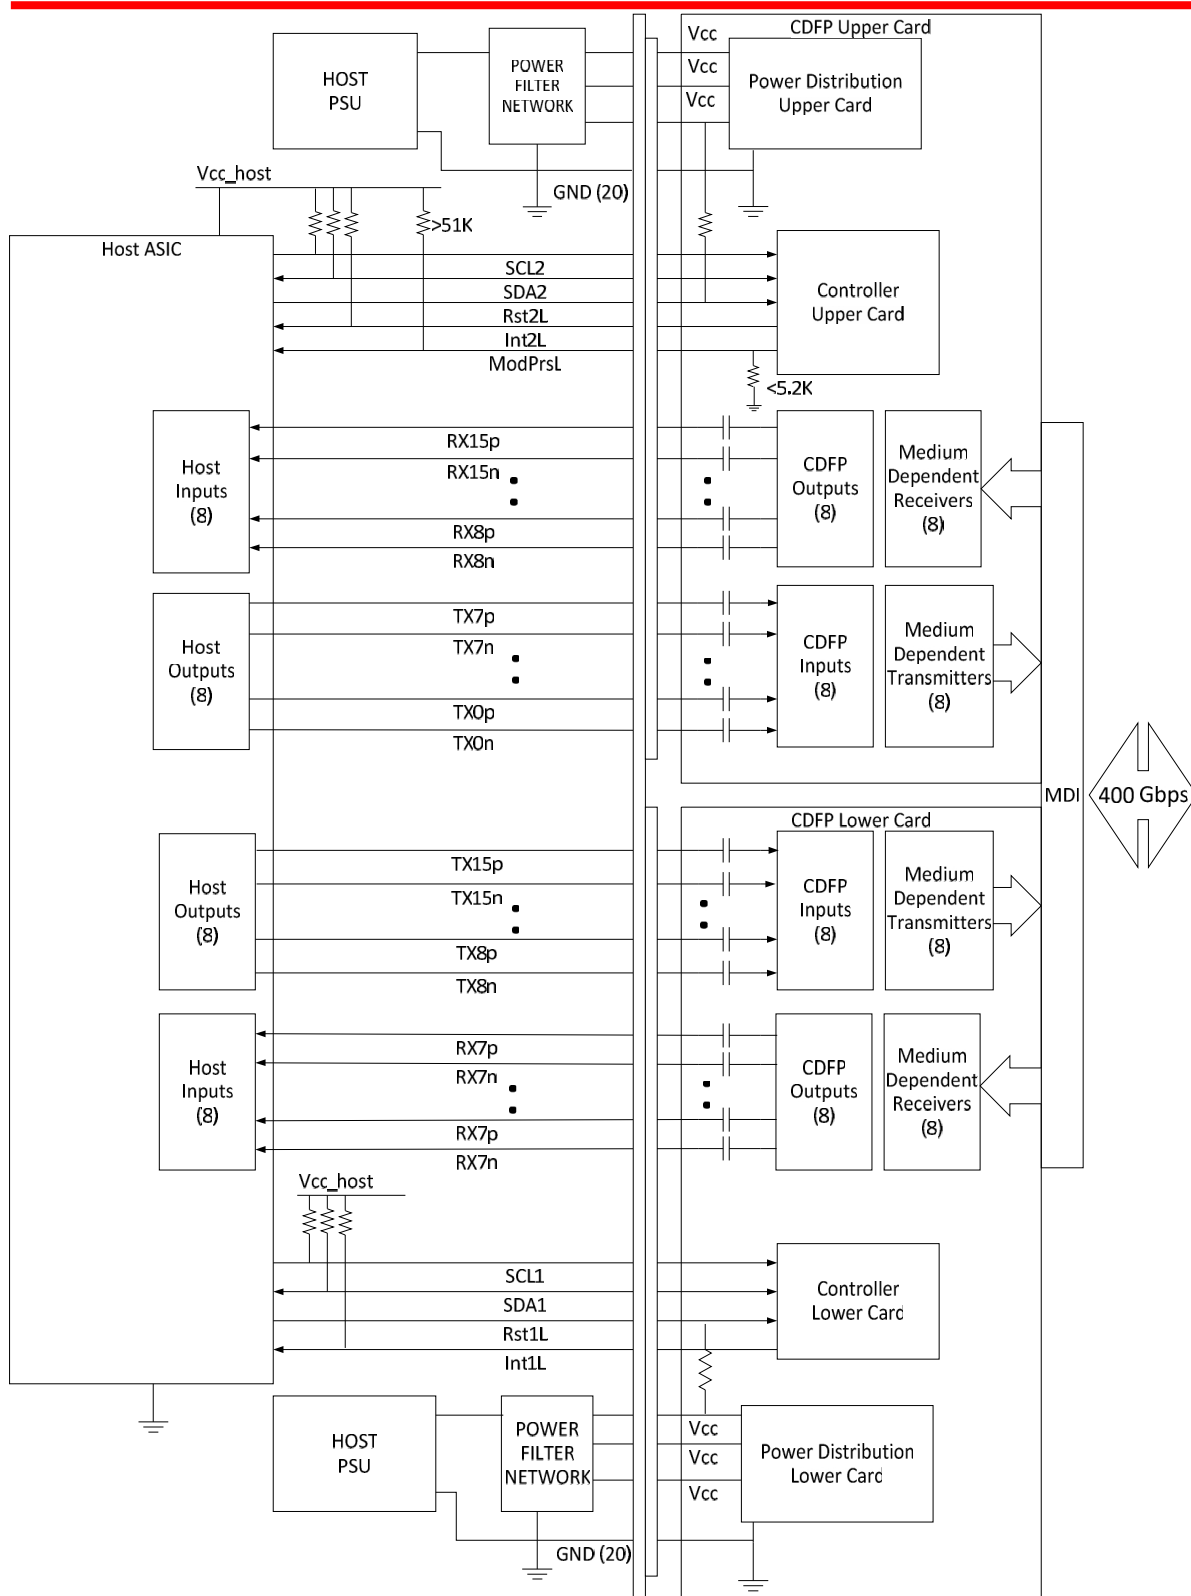 Vcc
CDFP Upper Card
HOST
PSU
POWER
FILTER
NETWORK
Vcc
Power Distribution
Upper Card
Vcc
Vcc_host
GND (20)
>51K
Host ASIC
SCL2
SDA2
Rst2L
Int2L
ModPrsL
Controller
Upper Card
<5.2K
Host
Inputs
(8)
RX15p
RX15n
RX8p
RX8n
CDFP
Outputs
(8)
Medium
Dependent
Receivers
(8)
Host
Outputs
(8)
TX7p
TX7n
TX0p
TX0n
CDFP
Inputs
(8)
Medium
Dependent
Transmitters
(8)
MDI
400 Gbps
CDFP Lower Card
Host
Outputs
(8)
TX15p
TX15n
TX8p
TX8n
CDFP
Inputs
(8)
Medium
Dependent
Transmitters
(8)
Host
Inputs
(8)
RX7p
RX7n
RX7p
RX7n
CDFP
Outputs
(8)
Medium
Dependent
Receivers
(8)
Vcc_host
SCL1
SDA1
Rst1L
Int1L
Controller
Lower Card
HOST
PSU
POWER
FILTER
NETWORK
Vcc
Vcc
Vcc
Power Distribution
Lower Card
GND (20)